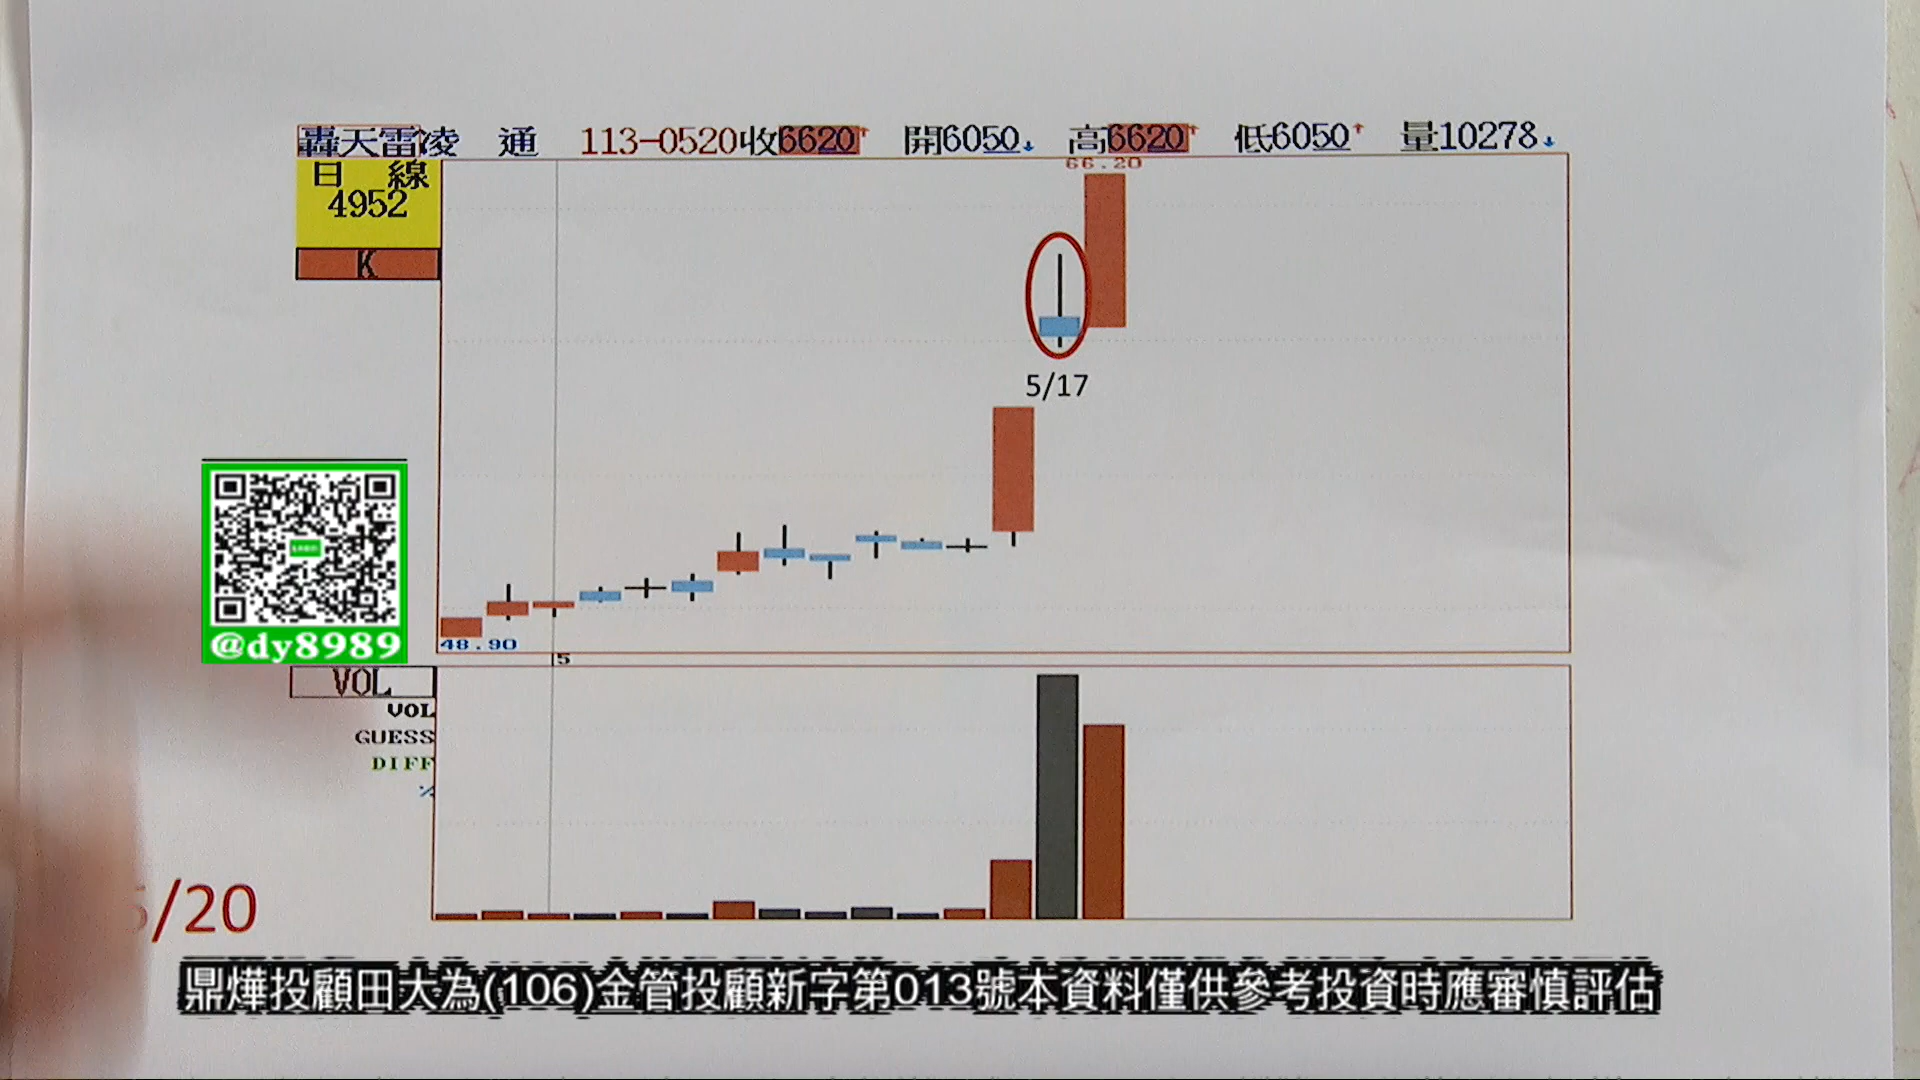 轟天雷凌 通 113-0520收6620↑ 開6050↓ 高6620↑ 低6050↑ 量10278↓
日 線
4952
K
66.20
5/17
48.90
5
@dy8989
VOL
VOL
GUESS
DIFF
%
/20
鼎燁投顧田大為(106)金管投顧新字第013號本資料僅供參考投資時應審慎評估